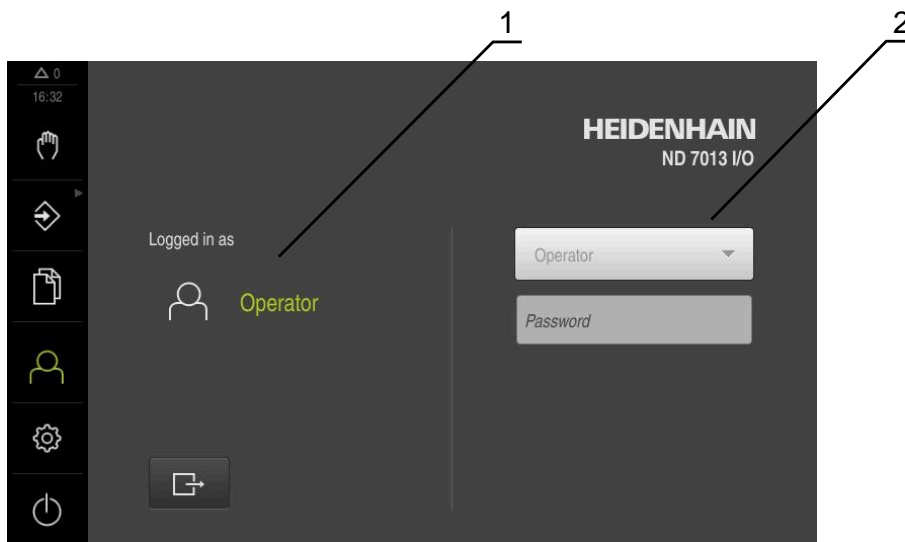 1
2
0
16:32
HEIDENHAIN
ND 7013 I/O
Logged in as
Operator
Operator
Password